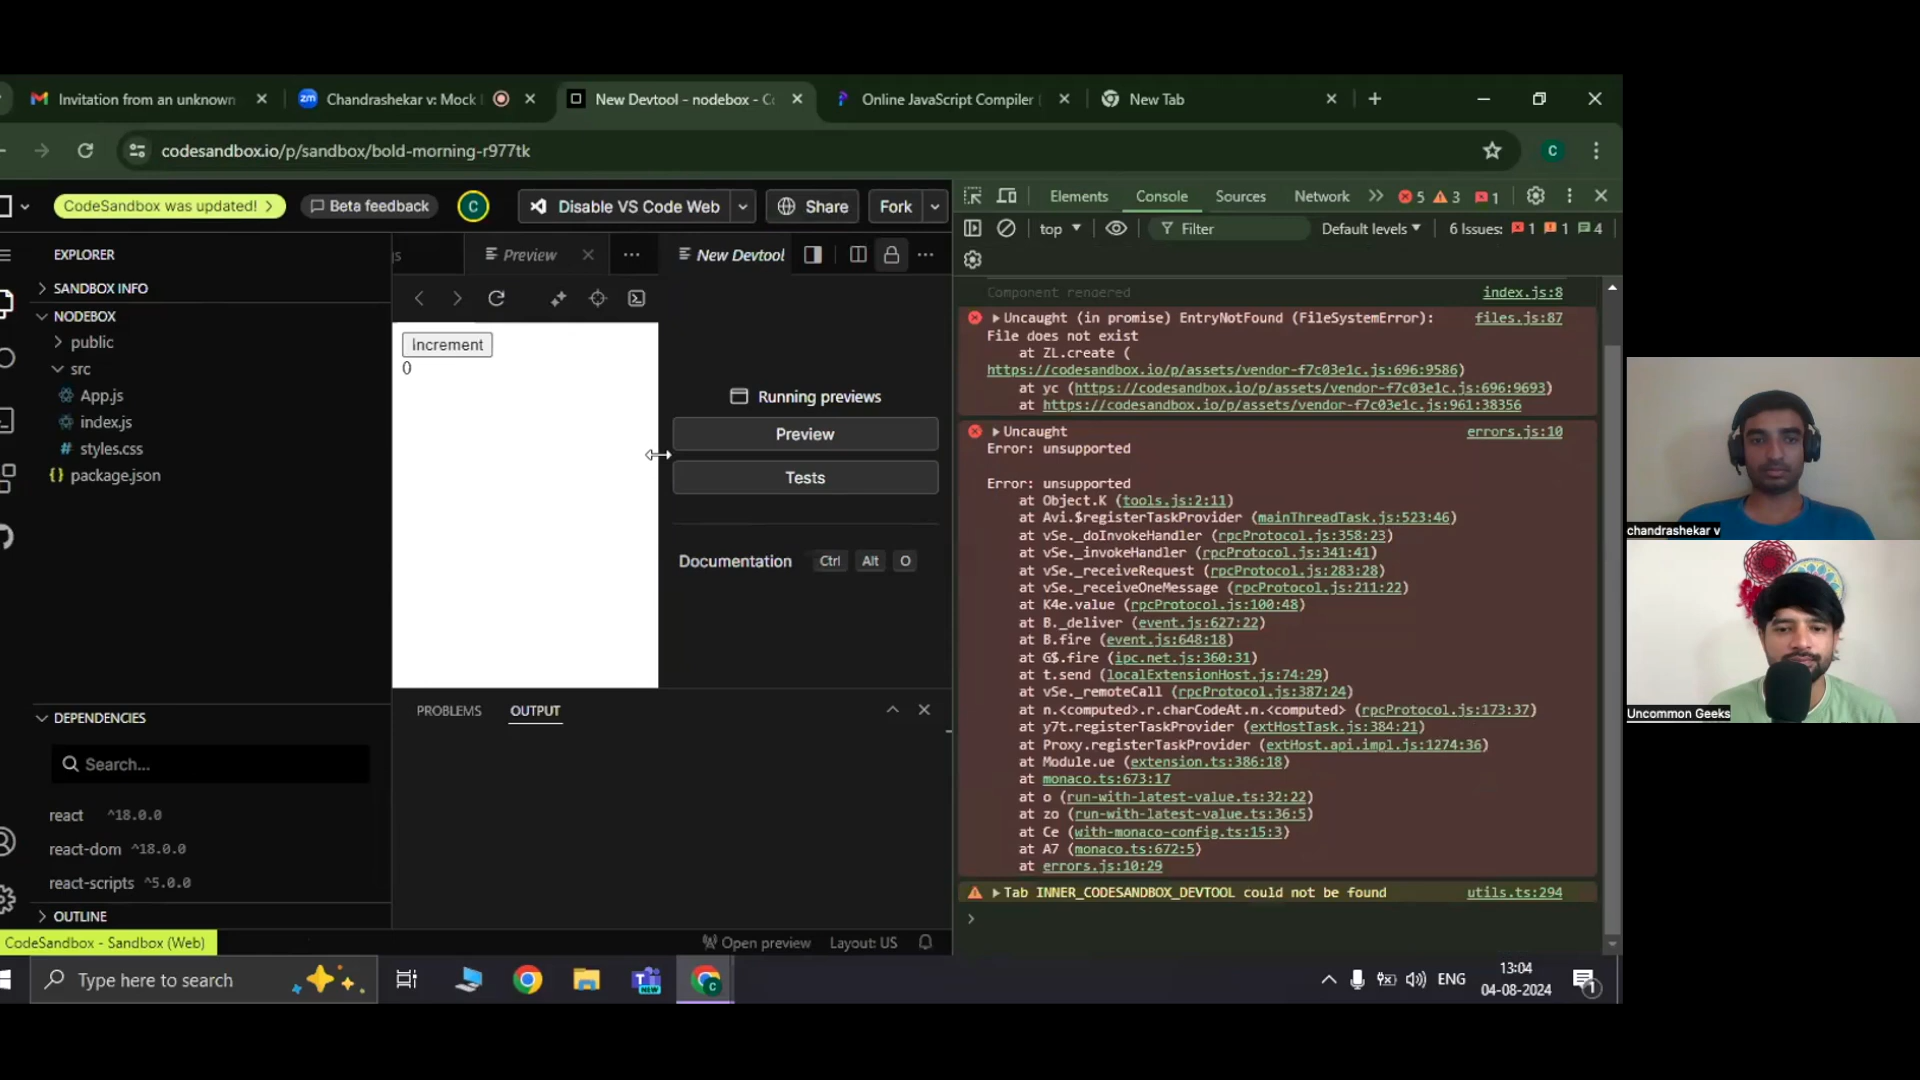 Invitation from an unknown
Chandrashekar v: Mock
New Devtool - nodebox - Co
Online JavaScript Compiler
New Tab
codesandbox.io/p/sandbox/bold-morning-r977tk
C
CodeSandbox was updated!
Beta feedback
C
Disable VS Code Web
Share
Fork
Elements
Console
Sources
Network
5
3
1
top
Filter
Default levels
6 Issues:
1
1
4
EXPLORER
Preview
New Devtool
SANDBOX INFO
NODEBOX
public
src
App.js
index.js
styles.css
package.json
Increment
0
Running previews
Preview
Tests
Documentation
Ctrl
Alt
O
PROBLEMS
OUTPUT
DEPENDENCIES
Search...
react ^18.0.0
react-dom ^18.0.0
react-scripts ^5.0.0
OUTLINE
Component rendered index.js:8
Uncaught (in promise) EntryNotFound (FileSystemError): files.js:87
File does not exist
at ZL.create (
https://codesandbox.io/p/assets/vendor-f7c03e1c.js:696:9586)
at yc (https://codesandbox.io/p/assets/vendor-f7c03e1c.js:696:9693)
at https://codesandbox.io/p/assets/vendor-f7c03e1c.js:961:38356
Uncaught errors.js:10
Error: unsupported
Error: unsupported
at Object.K (tools.js:2:11)
at Avi.$registerTaskProvider (mainThreadTask.js:523:46)
at vSe._doInvokeHandler (rpcProtocol.js:358:23)
at vSe._invokeHandler (rpcProtocol.js:341:41)
at vSe._receiveRequest (rpcProtocol.js:283:28)
at vSe._receiveOneMessage (rpcProtocol.js:211:22)
at K4e.value (rpcProtocol.js:100:48)
at B._deliver (event.js:627:22)
at B.fire (event.js:648:18)
at G$.fire (ipc.net.js:360:31)
at t.send (localExtensionHost.js:74:29)
at vSe._remoteCall (rpcProtocol.js:387:24)
at n.<computed>.r.charCodeAt.n.<computed> (rpcProtocol.js:173:37)
at y7t.registerTaskProvider (extHostTask.js:384:21)
at Proxy.registerTaskProvider (extHost.api.impl.js:1274:36)
at Module.ue (extension.ts:386:18)
at monaco.ts:673:17
at o (run-with-latest-value.ts:32:22)
at zo (run-with-latest-value.ts:36:5)
at Ce (with-monaco-config.ts:15:3)
at A7 (monaco.ts:672:5)
at errors.js:10:29
Tab INNER_CODESANDBOX_DEVTOOL could not be found utils.ts:294
CodeSandbox - Sandbox (Web)
Open preview
Layout: US
Type here to search
NEW
C
ENG
13:04
04-08-2024
1
chandrashekar v
Uncommon Geeks